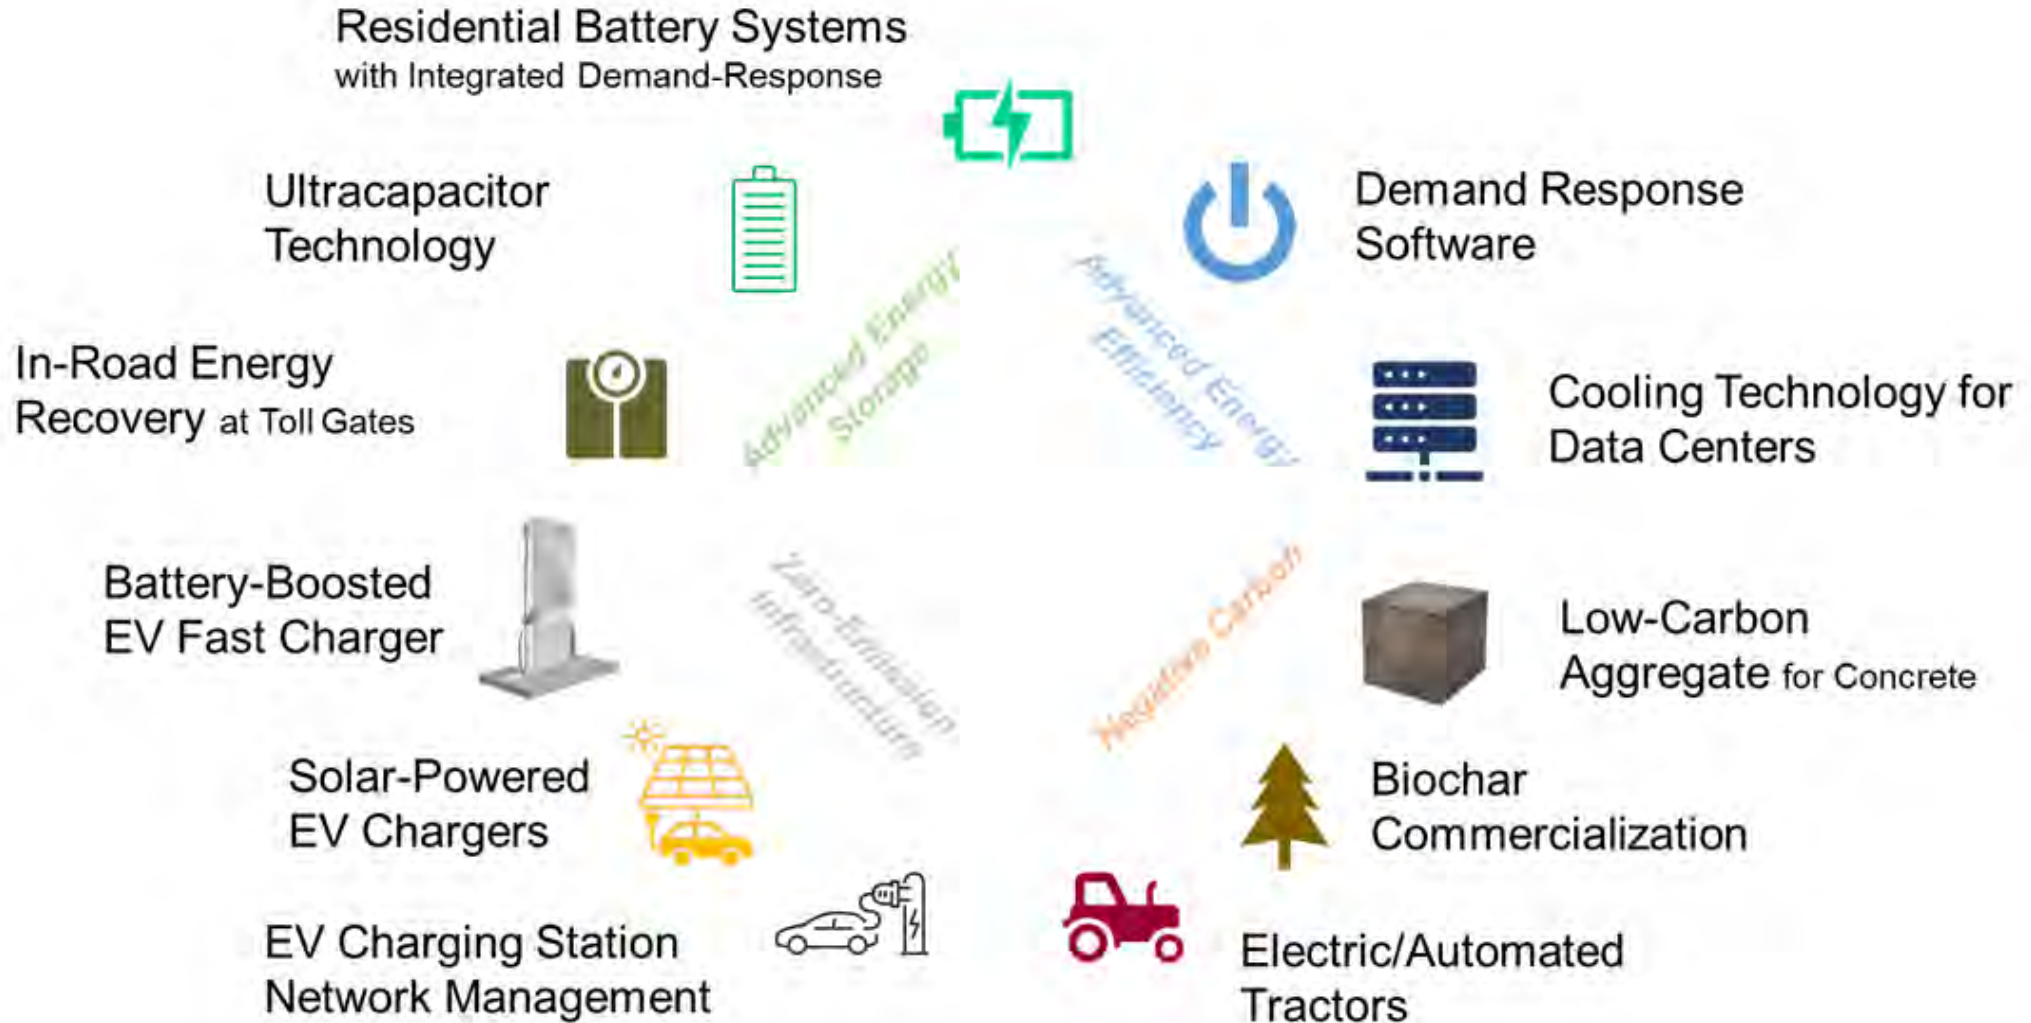 Residential Battery Systems
with Integrated Demand-Response
Ultracapacitor
Technology
In-Road Energy
Recovery at Toll Gates
Battery-Boosted
EV Fast Charger
Solar-Powered
EV Chargers
EV Charging Station
Network Management
Advanced Energy
Storage
Zero-Emission
Infrastructure
Advanced Energy
Efficiency
Negative Carbon
Demand Response
Software
Cooling Technology for
Data Centers
Low-Carbon
Aggregate for Concrete
Biochar
Commercialization
Electric/Automated
Tractors